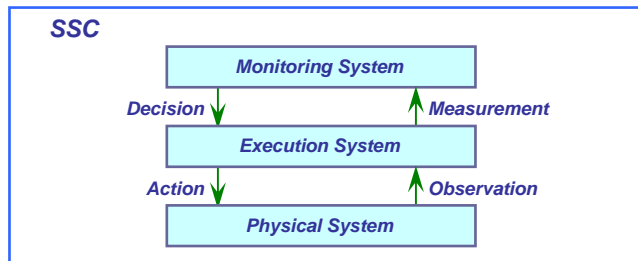 SSC
Monitoring System
Decision Measurement
Execution System
Action Observation
Physical System